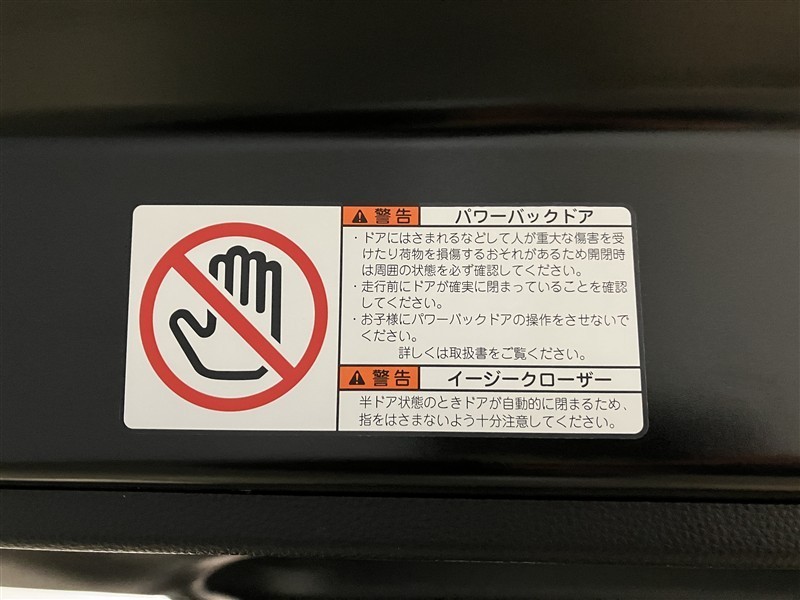 警告 パワーバックドア
・ドアにはさまれるなどして人が重大な傷害を受
けたり荷物を損傷するおそれがあるため開閉時
は周囲の状態を必ず確認してください。
・走行前にドアが確実に閉まっていることを確認
してください。
・お子様にパワーバックドアの操作をさせないで
ください。
詳しくは取扱書をご覧ください。
警告 イージークローザー
半ドア状態のときドアが自動的に閉まるため、
指をはさまないよう十分注意してください。